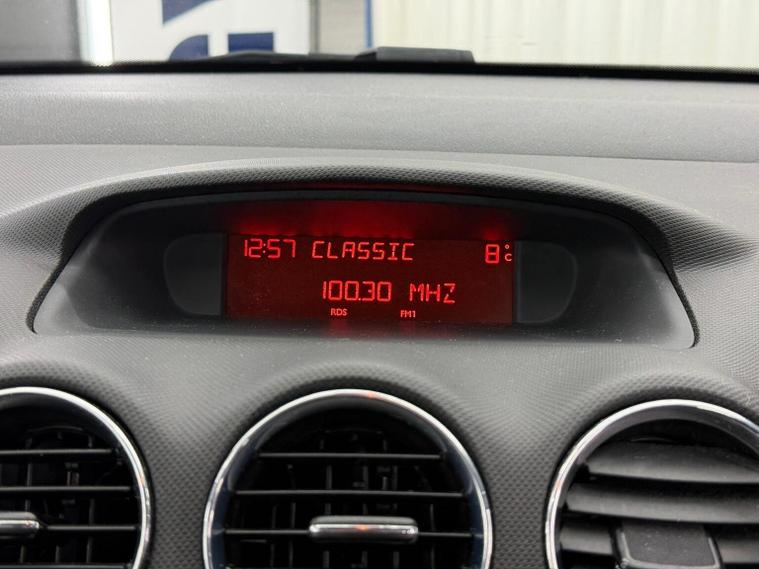 12:57 CLASSIC 8°C
100.30 MHZ
RDS FM1